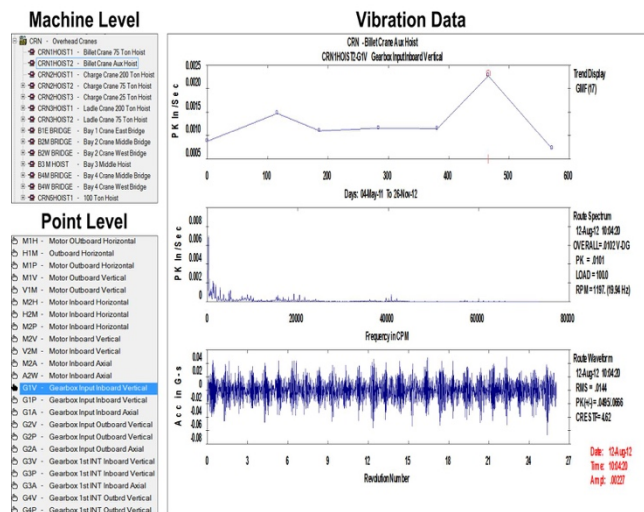 Machine Level
CRN - Overhead Cranes
CRN1HOIST1 - Billet Crane 75 Ton Hoist
CRN1HOIST2 - Billet Crane Aux Hoist
CRN2HOIST1 - Charge Crane 200 Ton Hoist
CRN2HOIST2 - Charge Crane 75 Ton Hoist
CRN2HOIST3 - Charge Crane 25 Ton Hoist
CRN3HOIST1 - Ladle Crane 200 Ton Hoist
CRN3HOIST2 - Ladle Crane 75 Ton Hoist
B1E BRIDGE - Bay 1 Crane East Bridge
B2M BRIDGE - Bay 2 Crane Middle Bridge
B2W BRIDGE - Bay 2 Crane West Bridge
B3 M HOIST - Bay 3 Middle Hoist
B4M BRIDGE - Bay 4 Crane Middle Bridge
B4W BRIDGE - Bay 4 Crane West Bridge
CRN5HOIST1 - 100 Ton Hoist
Point Level
M1H - Motor OUtboard Horizontal
H1M - Outboard Horizontal
M1P - Motor Outboard Horizontal
M1V - Motor Outboard Vertical
V1M - Motor Outboard Vertical
M2H - Motor Inboard Horizontal
H2M - Motor Inboard Horizontal
M2P - Motor Inboard Horizontal
M2V - Motor Inboard Vertical
V2M - Motor Inboard Vertical
M2A - Motor Inboard Axial
A2W - Motor Inboard Axial
G1V - Gearbox Input Inboard Vertical
G1P - Gearbox Input Inboard Vertical
G1A - Gearbox Input Inboard Axial
G2V - Gearbox Input Outboard Vertical
G2P - Gearbox Input Outboard Vertical
G2A - Gearbox Input Outboard Axial
G3V - Gearbox 1st INT Inboard Vertical
G3P - Gearbox 1st INT Inboard Vertical
G3A - Gearbox 1st INT Inboard Axial
G4V - Gearbox 1st INT Outbrd Vertical
G4P - Gearbox 1st INT Outbrd Vertical
Vibration Data
CRN - Billet Crane Aux Hoist
CRN1HOIST2-G1V Gearbox Input Inboard Vertical
PK In/Sec
0.0025
0.0020
0.0015
0.0010
0.0005
0 100 200 300 400 500 600
Days: 04-May-11 To 26-Nov-12
Trend Display
GMF (17)
PK In/Sec
0.008
0.006
0.004
0.002
0
0 20000 40000 60000 80000
Frequency in CPM
Route Spectrum
12-Aug-12 10:04:20
OVERALL= .0102 V-DG
PK = .0101
LOAD = 100.0
RPM = 1197. (19.94 Hz)
Acc in G-s
0.04
0.02
0
-0.02
-0.04
-0.06
-0.08
0 3 6 9 12 15 18 21 24 27
Revolution Number
Route Waveform
12-Aug-12 10:04:20
RMS = .0144
PK(+/-) = .0495/.0666
CRESTF= 4.62
Date: 12-Aug-12
Time: 10:04:20
Ampl: .00227